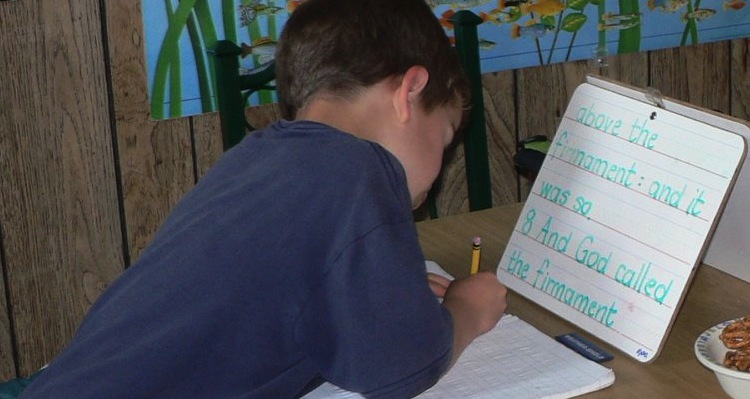 above the
firmament: and it
was so.
8 And God called
the firmament